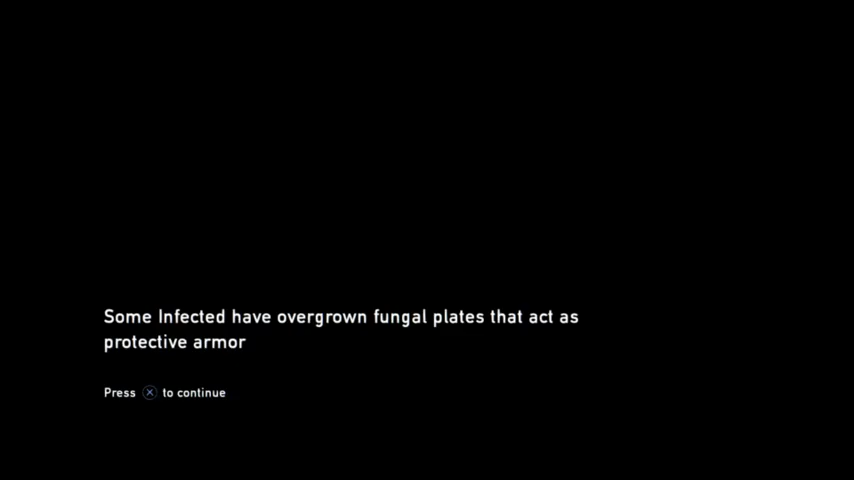 Some Infected have overgrown fungal plates that act as
protective armor
Press ⓧ to continue